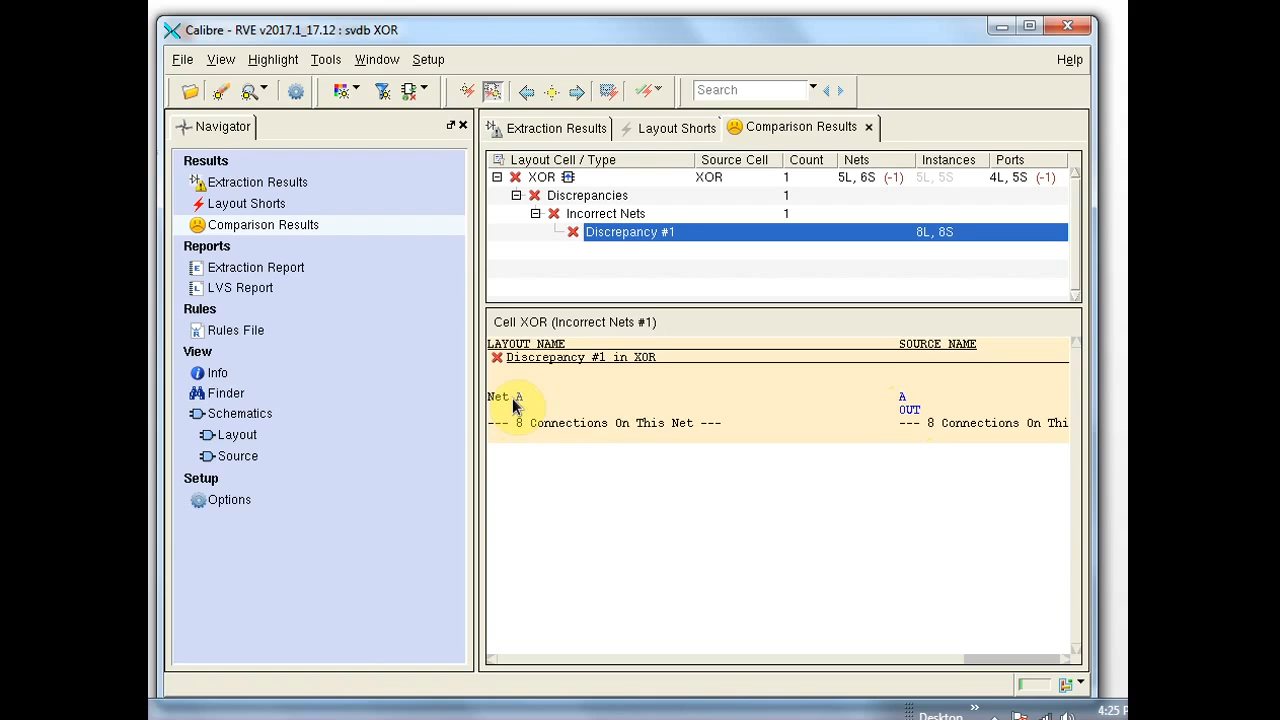 Calibre - RVE v2017.1_17.12 : svdb XOR
File View Highlight Tools Window Setup Help
Search
Navigator
Results
Extraction Results
Layout Shorts
Comparison Results
Reports
Extraction Report
LVS Report
Rules
Rules File
View
Info
Finder
Schematics
Layout
Source
Setup
Options
Extraction Results Layout Shorts Comparison Results
Layout Cell / Type Source Cell Count Nets Instances Ports
XOR XOR 1 5L, 6S (-1) 5L, 5S 4L, 5S (-1)
Discrepancies 1
Incorrect Nets 1
Discrepancy #1 8L, 8S
Cell XOR (Incorrect Nets #1)
LAYOUT NAME SOURCE NAME
Discrepancy #1 in XOR
Net A A
OUT
--- 8 Connections On This Net --- --- 8 Connections On Thi
Desktop » 4:25 P